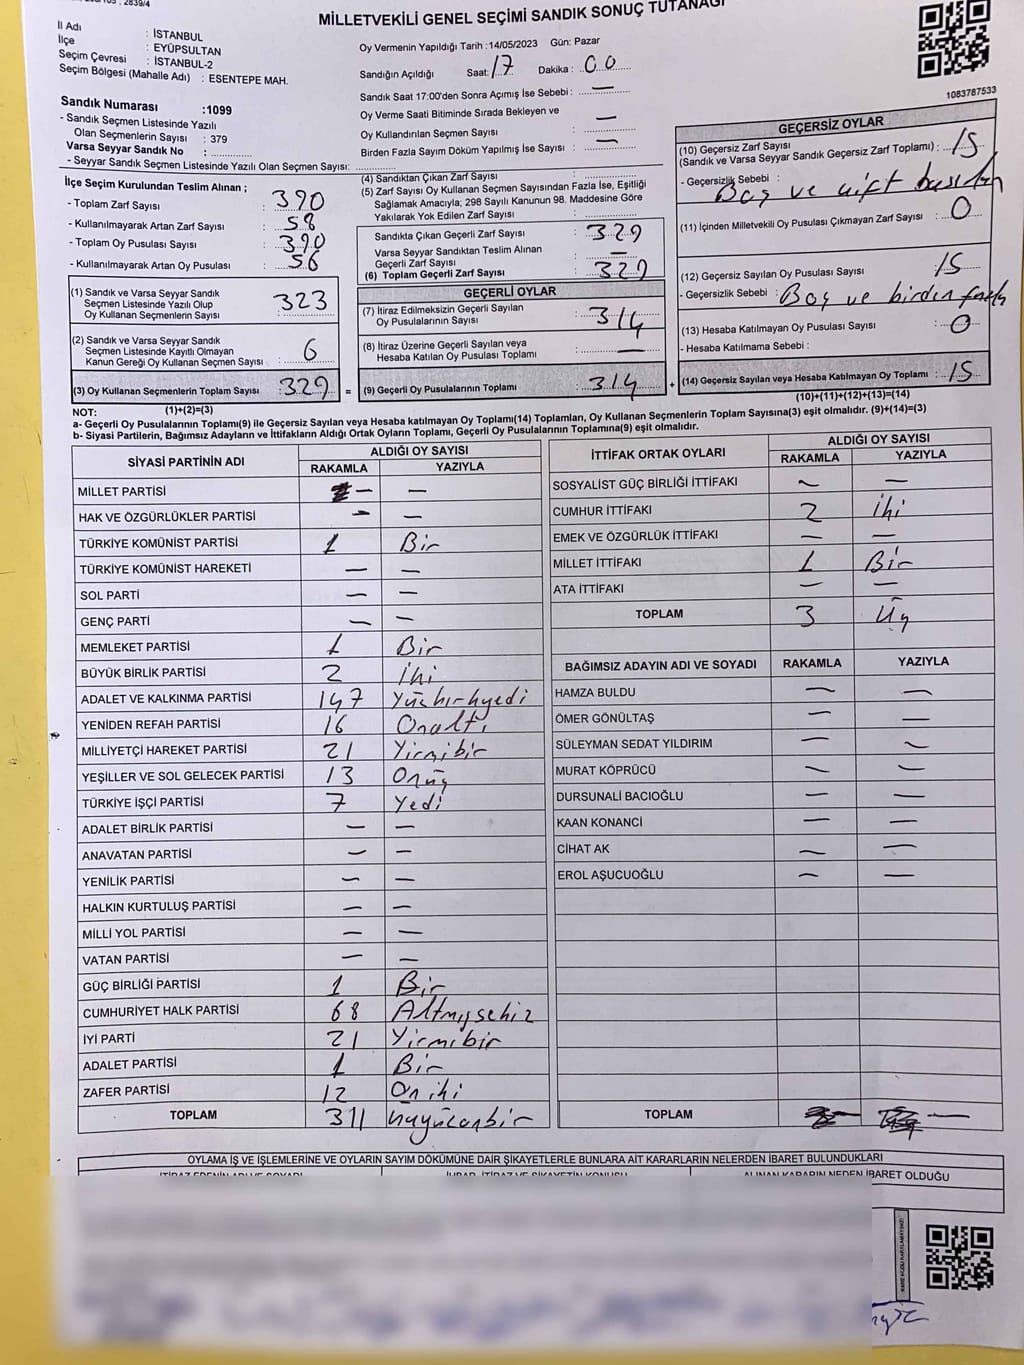 2839/4
MİLLETVEKİLİ GENEL SEÇİMİ SANDIK SONUÇ TUTANAĞI
İl Adı : İSTANBUL
İlçe : EYÜPSULTAN
Seçim Çevresi : İSTANBUL-2
Seçim Bölgesi (Mahalle Adı) : ESENTEPE MAH.
Sandık Numarası :1099
- Sandık Seçmen Listesinde Yazılı
Olan Seçmenlerin Sayısı : 379
Varsa Seyyar Sandık No :
- Seyyar Sandık Seçmen Listesinde Yazılı Olan Seçmen Sayısı:
Oy Vermenin Yapıldığı Tarih :14/05/2023 Gün: Pazar
Sandığın Açıldığı Saat: 17 Dakika : 00
Sandık Saat 17:00'den Sonra Açımış İse Sebebi : —
Oy Verme Saati Bitiminde Sırada Bekleyen ve
Oy Kullandırılan Seçmen Sayısı : —
Birden Fazla Sayım Döküm Yapılmış İse Sayısı : —
1083787533
İlçe Seçim Kurulundan Teslim Alınan ;
- Toplam Zarf Sayısı : 390
- Kullanılmayarak Artan Zarf Sayısı : 58
- Toplam Oy Pusulası Sayısı : 390
- Kullanılmayarak Artan Oy Pusulası : 56
(1) Sandık ve Varsa Seyyar Sandık
Seçmen Listesinde Yazılı Olup
Oy Kullanan Seçmenlerin Sayısı : 323
(2) Sandık ve Varsa Seyyar Sandık
Seçmen Listesinde Kayıtlı Olmayan
Kanun Gereği Oy Kullanan Seçmen Sayısı : 6
(3) Oy Kullanan Seçmenlerin Toplam Sayısı : 329 =
(4) Sandıktan Çıkan Zarf Sayısı :
(5) Zarf Sayısı Oy Kullanan Seçmen Sayısından Fazla İse, Eşitliği
Sağlamak Amacıyla; 298 Sayılı Kanunun 98. Maddesine Göre
Yakılarak Yok Edilen Zarf Sayısı :
Sandıkta Çıkan Geçerli Zarf Sayısı : 329
Varsa Seyyar Sandıktan Teslim Alınan
Geçerli Zarf Sayısı : —
(6) Toplam Geçerli Zarf Sayısı : 329
GEÇERLİ OYLAR
(7) İtiraz Edilmeksizin Geçerli Sayılan
Oy Pusulalarının Sayısı : 314
(8) İtiraz Üzerine Geçerli Sayılan veya
Hesaba Katılan Oy Pusulası Toplamı : —
(9) Geçerli Oy Pusulalarının Toplamı : 314 +
GEÇERSİZ OYLAR
(10) Geçersiz Zarf Sayısı
(Sandık ve Varsa Seyyar Sandık Geçersiz Zarf Toplamı) : 15
- Geçersizlik Sebebi :
Boş ve çift basılan
(11) İçinden Milletvekili Oy Pusulası Çıkmayan Zarf Sayısı : 0
(12) Geçersiz Sayılan Oy Pusulası Sayısı : 15
- Geçersizlik Sebebi : Boş ve birden fazla
(13) Hesaba Katılmayan Oy Pusulası Sayısı : 0
- Hesaba Katılmama Sebebi :
(14) Geçersiz Sayılan veya Hesaba Katılmayan Oy Toplamı : 15
NOT: (1)+(2)=(3) (10)+(11)+(12)+(13)=(14)
a- Geçerli Oy Pusulalarının Toplamı(9) ile Geçersiz Sayılan veya Hesaba katılmayan Oy Toplamı(14) Toplamları, Oy Kullanan Seçmenlerin Toplam Sayısına(3) eşit olmalıdır. (9)+(14)=(3)
b- Siyasi Partilerin, Bağımsız Adayların ve İttifakların Aldığı Ortak Oyların Toplamı, Geçerli Oy Pusulalarının Toplamına(9) eşit olmalıdır.
SİYASİ PARTİNİN ADI ALDIĞI OY SAYISI
RAKAMLA YAZIYLA
MİLLET PARTİSİ — —
HAK VE ÖZGÜRLÜKLER PARTİSİ — —
TÜRKİYE KOMÜNİST PARTİSİ 1 Bir
TÜRKİYE KOMÜNİST HAREKETİ — —
SOL PARTİ — —
GENÇ PARTİ — —
MEMLEKET PARTİSİ 1 Bir
BÜYÜK BİRLİK PARTİSİ 2 İki
ADALET VE KALKINMA PARTİSİ 147 Yüzkırkyedi
YENİDEN REFAH PARTİSİ 16 Onaltı
MİLLİYETÇİ HAREKET PARTİSİ 21 Yirmibir
YEŞİLLER VE SOL GELECEK PARTİSİ 13 Onüç
TÜRKİYE İŞÇİ PARTİSİ 7 Yedi
ADALET BİRLİK PARTİSİ — —
ANAVATAN PARTİSİ — —
YENİLİK PARTİSİ — —
HALKIN KURTULUŞ PARTİSİ — —
MİLLİ YOL PARTİSİ — —
VATAN PARTİSİ — —
GÜÇ BİRLİĞİ PARTİSİ 1 Bir
CUMHURİYET HALK PARTİSİ 68 Altmışsekiz
İYİ PARTİ 21 Yirmibir
ADALET PARTİSİ 1 Bir
ZAFER PARTİSİ 12 Oniki
TOPLAM 311 üçyüzonbir
İTTİFAK ORTAK OYLARI ALDIĞI OY SAYISI
RAKAMLA YAZIYLA
SOSYALİST GÜÇ BİRLİĞİ İTTİFAKI — —
CUMHUR İTTİFAKI 2 İki
EMEK VE ÖZGÜRLÜK İTTİFAKI — —
MİLLET İTTİFAKI 1 Bir
ATA İTTİFAKI — —
TOPLAM 3 Üç
BAĞIMSIZ ADAYIN ADI VE SOYADI RAKAMLA YAZIYLA
HAMZA BULDU — —
ÖMER GÖNÜLTAŞ — —
SÜLEYMAN SEDAT YILDIRIM — —
MURAT KÖPRÜCÜ — —
DURSUNALİ BACIOĞLU — —
KAAN KONANCİ — —
CİHAT AK — —
EROL AŞUCUOĞLU — —
TOPLAM — —
OYLAMA İŞ VE İŞLEMLERİNE VE OYLARIN SAYIM DÖKÜMÜNE DAİR ŞİKAYETLERLE BUNLARA AİT KARARLARIN NELERDEN İBARET BULUNDUKLARI
İTİRAZ EDENİN ADI VE SOYADI İHBAR, İTİRAZ VE ŞİKAYETİN KONUSU ALINAN KARARIN NEDEN İBARET OLDUĞU